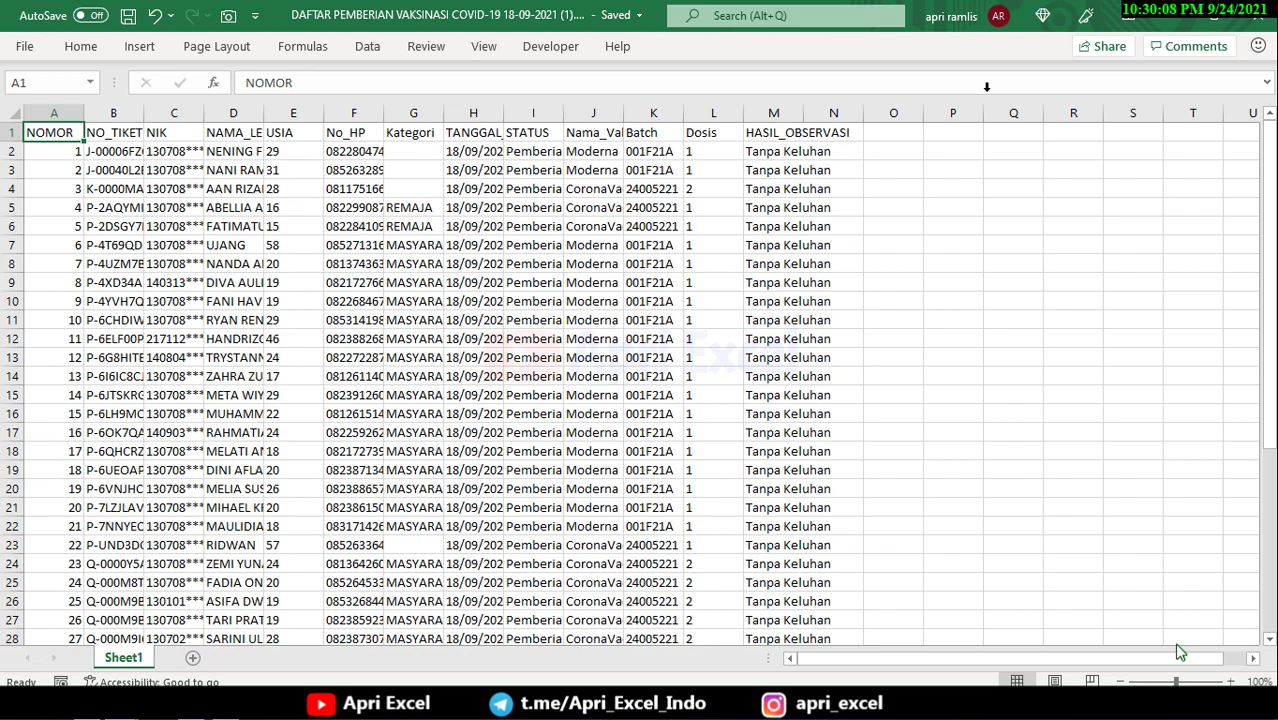 AutoSave Off DAFTAR PEMBERIAN VAKSINASI COVID-19 18-09-2021 (1).... - Saved Search (Alt+Q) apri ramlis AR 10:30:08 PM 9/24/2021
File Home Insert Page Layout Formulas Data Review View Developer Help Share Comments
A1 fx NOMOR
A B C D E F G H I J K L M N O P Q R S T U
1 NOMOR NO_TIKET NIK NAMA_LE USIA No_HP Kategori TANGGAL_ STATUS Nama_Va Batch Dosis HASIL_OBSERVASI
2 1 J-00006FZ 130708*** NENING F 29 082280474 18/09/202 Pemberia Moderna 001F21A 1 Tanpa Keluhan
3 2 J-00040L2 130708*** NANI RAM 31 085263289 18/09/202 Pemberia Moderna 001F21A 1 Tanpa Keluhan
4 3 K-0000MA 130708*** AAN RIZA 28 081175166 18/09/202 Pemberia CoronaVa 24005221 2 Tanpa Keluhan
5 4 P-2AQYM 130708*** ABELLIA A 16 082299087 REMAJA 18/09/202 Pemberia CoronaVa 24005221 1 Tanpa Keluhan
6 5 P-2DSGY7 130708*** FATIMATU 15 082284109 REMAJA 18/09/202 Pemberia CoronaVa 24005221 1 Tanpa Keluhan
7 6 P-4T69QD 130708*** UJANG 58 085271316 MASYARA 18/09/202 Pemberia Moderna 001F21A 1 Tanpa Keluhan
8 7 P-4UZM7B 130708*** NANDA A 20 081374363 MASYARA 18/09/202 Pemberia Moderna 001F21A 1 Tanpa Keluhan
9 8 P-4XD34A 140313*** DIVA AULI 19 082172766 MASYARA 18/09/202 Pemberia Moderna 001F21A 1 Tanpa Keluhan
10 9 P-4YVH7Q 130708*** FANI HAV 19 082268467 MASYARA 18/09/202 Pemberia Moderna 001F21A 1 Tanpa Keluhan
11 10 P-6CHDIW 130708*** RYAN REN 29 085314198 MASYARA 18/09/202 Pemberia Moderna 001F21A 1 Tanpa Keluhan
12 11 P-6ELF00P 217112*** HANDRIZO 46 082388268 MASYARA 18/09/202 Pemberia Moderna 001F21A 1 Tanpa Keluhan
13 12 P-6G8HITE 140804*** TRYSTANN 24 082272287 MASYARA 18/09/202 Pemberia Moderna 001F21A 1 Tanpa Keluhan
14 13 P-6I6IC8C 130708*** ZAHRA ZU 17 081261140 MASYARA 18/09/202 Pemberia Moderna 001F21A 1 Tanpa Keluhan
15 14 P-6JTSKRG 130708*** META WIY 29 082391260 MASYARA 18/09/202 Pemberia Moderna 001F21A 1 Tanpa Keluhan
16 15 P-6LH9MC 130708*** MUHAMM 22 081261514 MASYARA 18/09/202 Pemberia Moderna 001F21A 1 Tanpa Keluhan
17 16 P-6OK7QA 140903*** RAHMATI 24 082259262 MASYARA 18/09/202 Pemberia Moderna 001F21A 1 Tanpa Keluhan
18 17 P-6QHCRZ 130708*** MELATI AN 18 082172739 MASYARA 18/09/202 Pemberia Moderna 001F21A 1 Tanpa Keluhan
19 18 P-6UEOAP 130708*** DINI AFLA 20 082387134 MASYARA 18/09/202 Pemberia Moderna 001F21A 1 Tanpa Keluhan
20 19 P-6VNJHC 130708*** MELIA SUS 26 082388657 MASYARA 18/09/202 Pemberia Moderna 001F21A 1 Tanpa Keluhan
21 20 P-7LZJLAV 130708*** MIHAEL KF 20 082386150 MASYARA 18/09/202 Pemberia Moderna 001F21A 1 Tanpa Keluhan
22 21 P-7NNYEC 130708*** MAULIDIA 18 083171426 MASYARA 18/09/202 Pemberia Moderna 001F21A 1 Tanpa Keluhan
23 22 P-UND3D 130708*** RIDWAN 57 085263364 18/09/202 Pemberia CoronaVa 24005221 1 Tanpa Keluhan
24 23 Q-0000Y5 130708*** ZEMI YUN 24 081364260 MASYARA 18/09/202 Pemberia CoronaVa 24005221 2 Tanpa Keluhan
25 24 Q-000M8T 130708*** FADIA ON 20 085264533 MASYARA 18/09/202 Pemberia CoronaVa 24005221 2 Tanpa Keluhan
26 25 Q-000M9B 130101*** ASIFA DW 19 085326844 MASYARA 18/09/202 Pemberia CoronaVa 24005221 2 Tanpa Keluhan
27 26 Q-000M9B 130708*** TARI PRAT 19 082385923 MASYARA 18/09/202 Pemberia CoronaVa 24005221 2 Tanpa Keluhan
28 27 Q-000M9I 130702*** SARINI UL 28 082387307 MASYARA 18/09/202 Pemberia CoronaVa 24005221 2 Tanpa Keluhan
Apri Excel
Sheet1
Ready Accessibility: Good to go 100%
Apri Excel t.me/Apri_Excel_Indo apri_excel